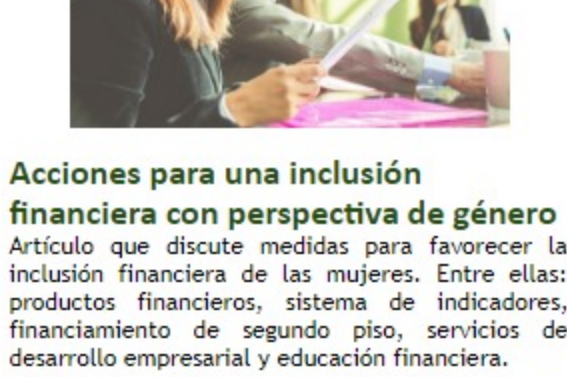 Acciones para una inclusión
financiera con perspectiva de género
Artículo que discute medidas para favorecer la
inclusión financiera de las mujeres. Entre ellas:
productos financieros, sistema de indicadores,
financiamiento de segundo piso, servicios de
desarrollo empresarial y educación financiera.